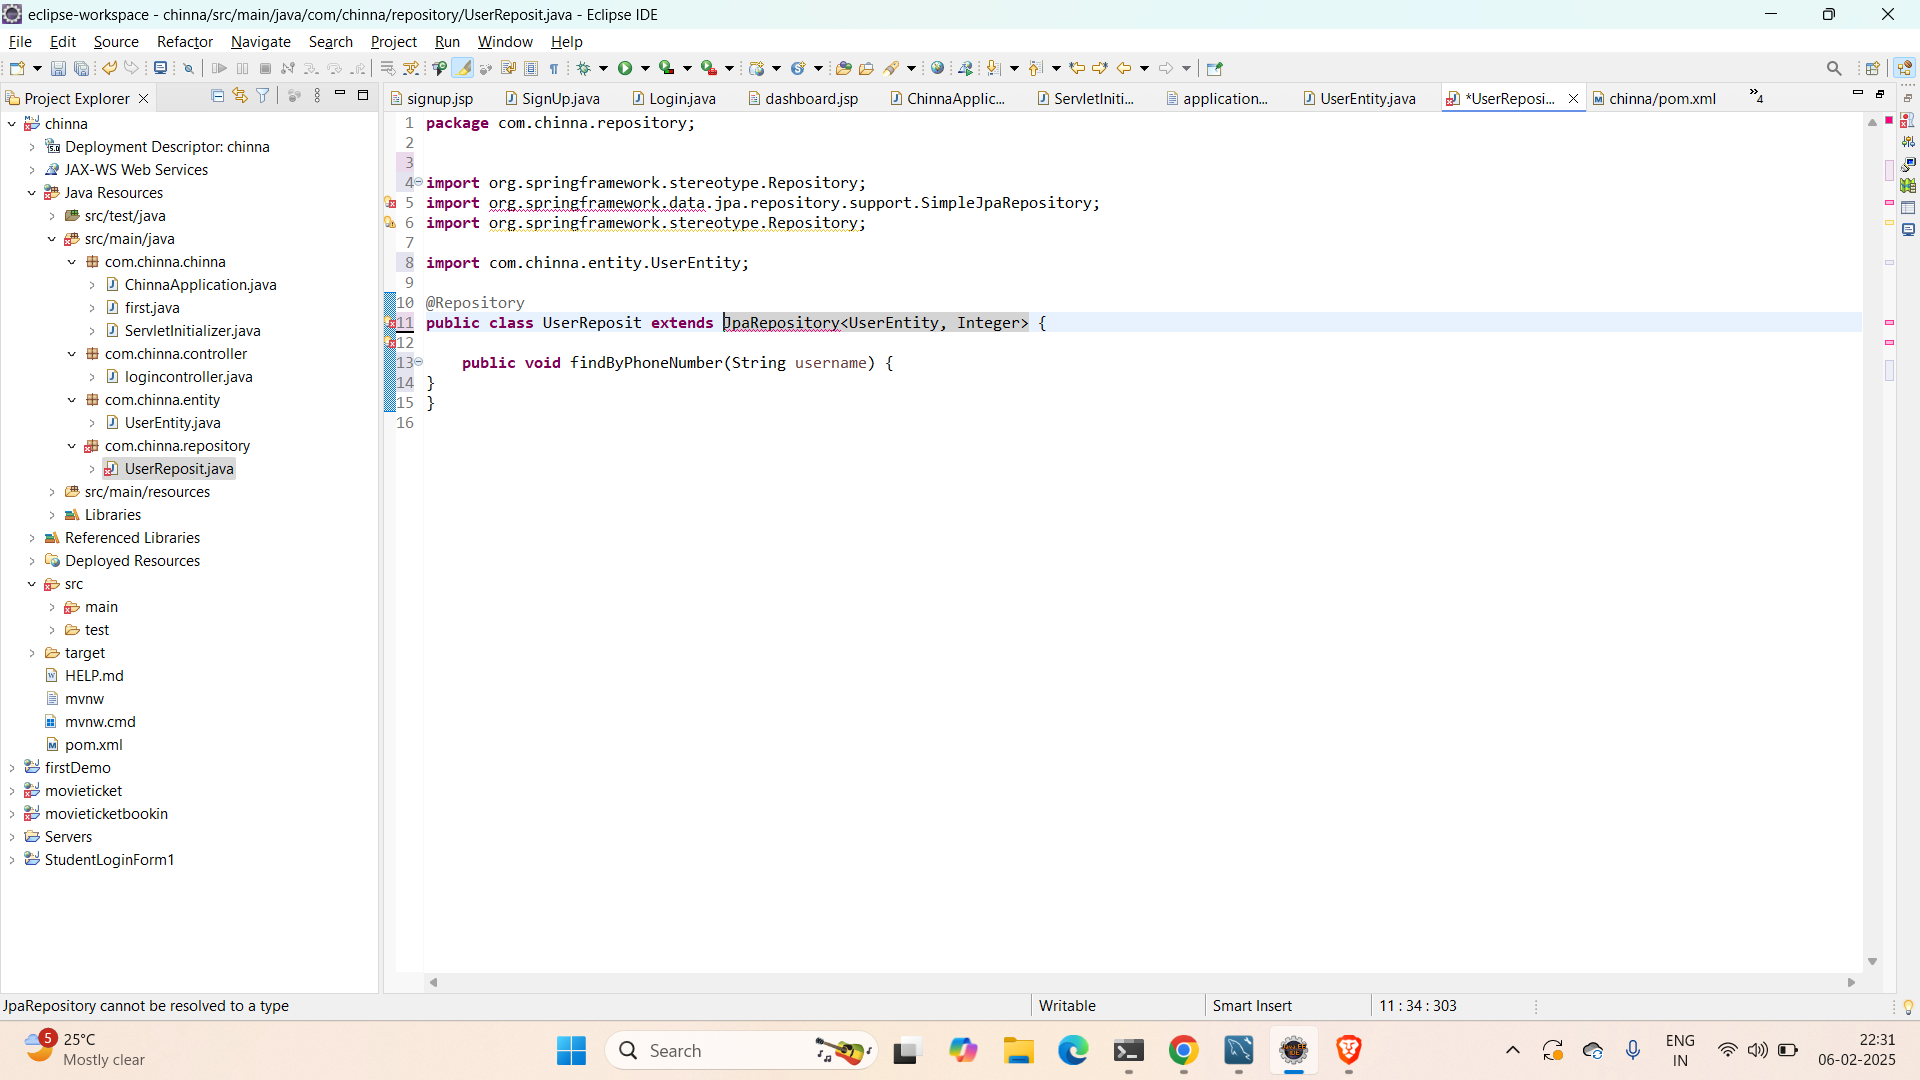 eclipse-workspace - chinna/src/main/java/com/chinna/repository/UserReposit.java - Eclipse IDE
File Edit Source Refactor Navigate Search Project Run Window Help
Project Explorer
signup.jsp SignUp.java Login.java dashboard.jsp ChinnaApplic... ServletIniti... application... UserEntity.java *UserReposi... chinna/pom.xml »4
chinna
Deployment Descriptor: chinna
JAX-WS Web Services
Java Resources
src/test/java
src/main/java
com.chinna.chinna
ChinnaApplication.java
first.java
ServletInitializer.java
com.chinna.controller
logincontroller.java
com.chinna.entity
UserEntity.java
com.chinna.repository
UserReposit.java
src/main/resources
Libraries
Referenced Libraries
Deployed Resources
src
main
test
target
HELP.md
mvnw
mvnw.cmd
pom.xml
firstDemo
movieticket
movieticketbookin
Servers
StudentLoginForm1
1 package com.chinna.repository;
2
3
4 import org.springframework.stereotype.Repository;
5 import org.springframework.data.jpa.repository.support.SimpleJpaRepository;
6 import org.springframework.stereotype.Repository;
7
8 import com.chinna.entity.UserEntity;
9
10 @Repository
11 public class UserReposit extends JpaRepository<UserEntity, Integer> {
12
13 public void findByPhoneNumber(String username) {
14 }
15 }
16
JpaRepository cannot be resolved to a type
Writable
Smart Insert
11 : 34 : 303
5
25°C
Mostly clear
Search
ENG
IN
22:31
06-02-2025